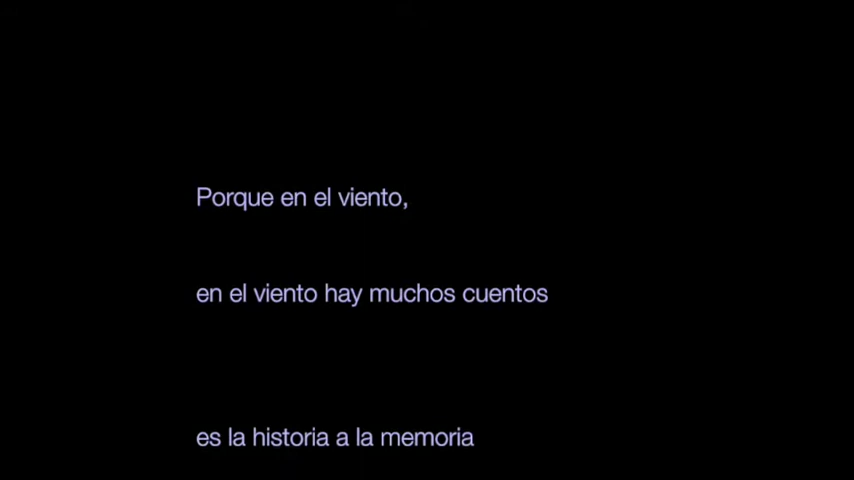 Porque en el viento,
en el viento hay muchos cuentos
es la historia a la memoria